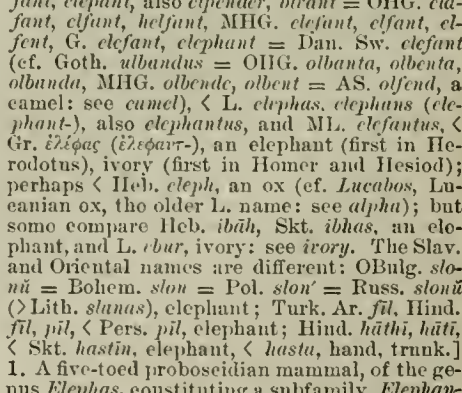 fant, elepant, also elpender, olfant = OHG. ela-
fant, elfant, helfant, MHG. elefant, elfant, el-
fent, G. elefant, elephant = Dan. Sw. elefant
(cf. Goth. ulbandus = OHG. olbanta, olbenta,
olbanda, MHG. olbende, olbent = AS. olfend, a
camel: see camel), < L. elephas, elephans (ele-
phant-), also elephantus, and ML. elefantus, <
Gr. ἐλέφας (ἐλεφαντ-), an elephant (first in He-
rodotus), ivory (first in Homer and Hesiod);
perhaps < Heb. eleph, an ox (cf. Lucabos, Lu-
canian ox, the older L. name: see alpha); but
some compare Heb. ibāh, Skt. ibhas, an ele-
phant, and L. ebur, ivory: see ivory. The Slav.
and Oriental names are different: OBulg. slo-
nŭ = Bohem. slon = Pol. slon′ = Russ. slonŭ
(> Lith. slanas), elephant; Turk. Ar. fīl, Hind.
fīl, pīl, < Pers. pīl, elephant; Hind. hāthi, hātī,
< Skt. hastīn, elephant, < hasta, hand, trunk.]
1. A five-toed proboscidian mammal, of the ge-
nus Elephas, constituting a subfamily Elephan-